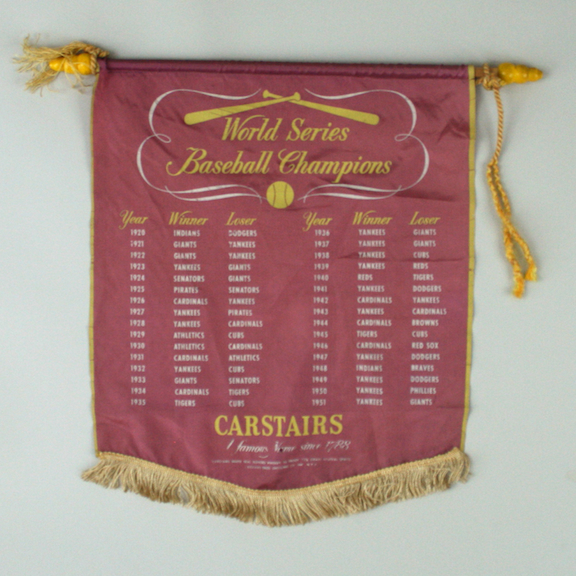 World Series
Baseball Champions
Year Winner Loser Year Winner Loser
1920 INDIANS DODGERS 1936 YANKEES GIANTS
1921 GIANTS YANKEES 1937 YANKEES GIANTS
1922 GIANTS YANKEES 1938 YANKEES CUBS
1923 YANKEES GIANTS 1939 YANKEES REDS
1924 SENATORS GIANTS 1940 REDS TIGERS
1925 PIRATES SENATORS 1941 YANKEES DODGERS
1926 CARDINALS YANKEES 1942 CARDINALS YANKEES
1927 YANKEES PIRATES 1943 YANKEES CARDINALS
1928 YANKEES CARDINALS 1944 CARDINALS BROWNS
1929 ATHLETICS CUBS 1945 TIGERS CUBS
1930 ATHLETICS CARDINALS 1946 CARDINALS RED SOX
1931 CARDINALS ATHLETICS 1947 YANKEES DODGERS
1932 YANKEES CUBS 1948 INDIANS BRAVES
1933 GIANTS SENATORS 1949 YANKEES DODGERS
1934 CARDINALS TIGERS 1950 YANKEES PHILLIES
1935 TIGERS CUBS 1951 YANKEES GIANTS
CARSTAIRS
A famous Name since 1788